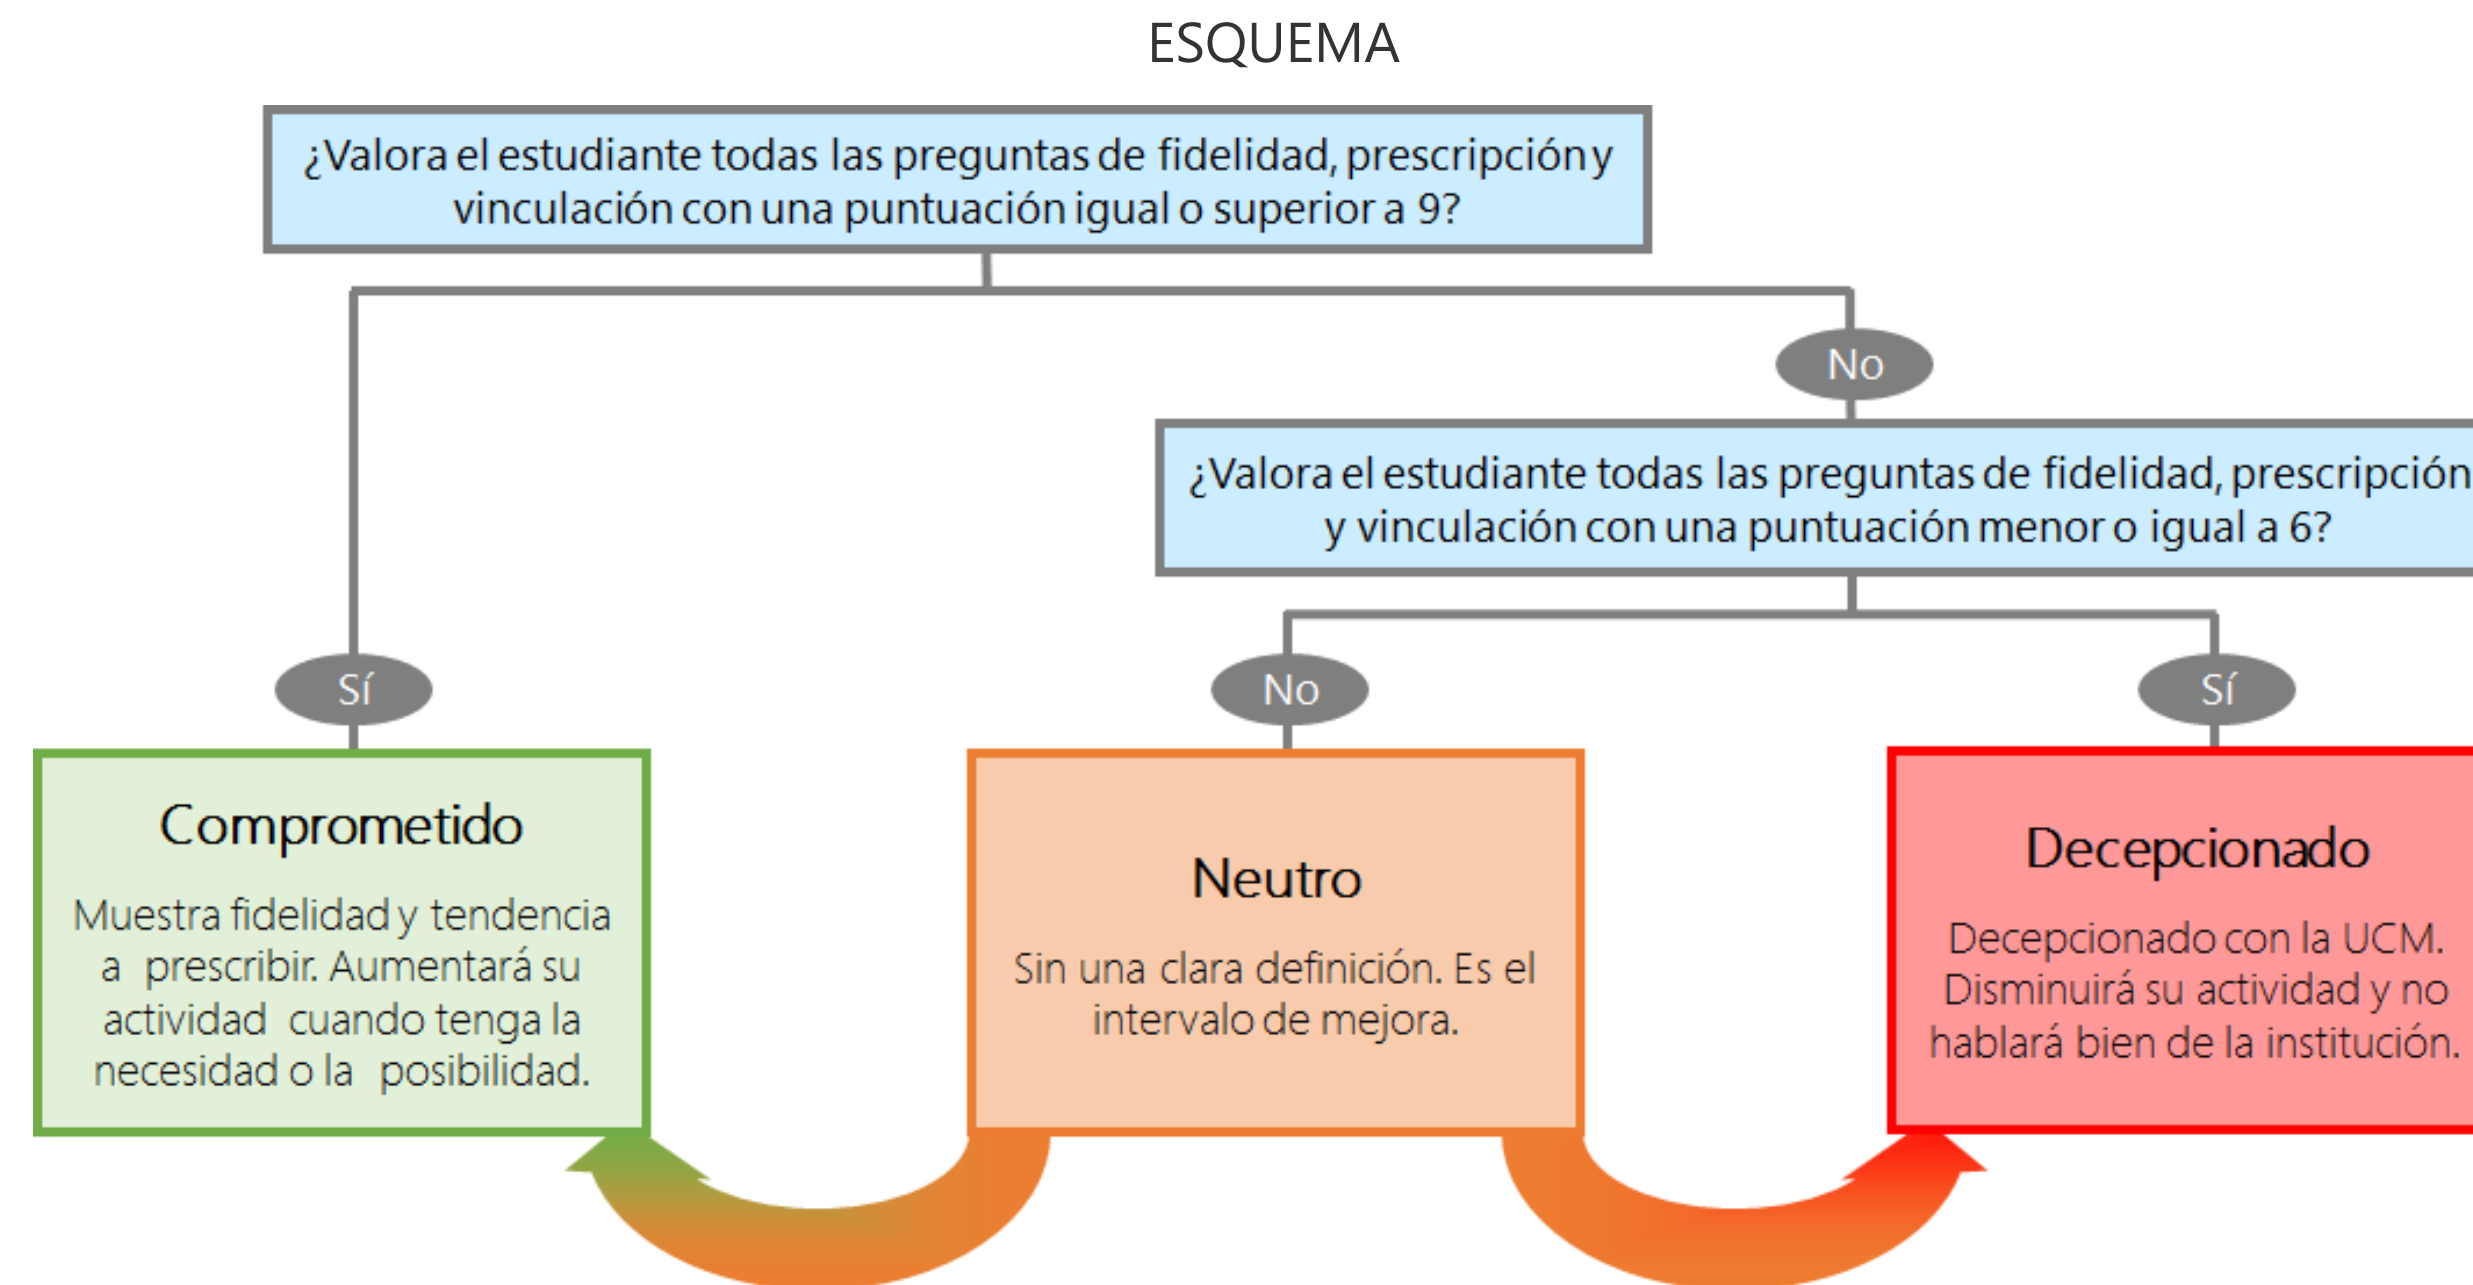 ESQUEMA
¿Valora el estudiante todas las preguntas de fidelidad, prescripción y
vinculación con una puntuación igual o superior a 9?
No
¿Valora el estudiante todas las preguntas de fidelidad, prescripción
y vinculación con una puntuación menor o igual a 6?
Sí
No
Sí
Comprometido
Muestra fidelidad y tendencia
a prescribir. Aumentará su
actividad cuando tenga la
necesidad o la posibilidad.
Neutro
Sin una clara definición. Es el
intervalo de mejora.
Decepcionado
Decepcionado con la UCM.
Disminuirá su actividad y no
hablará bien de la institución.